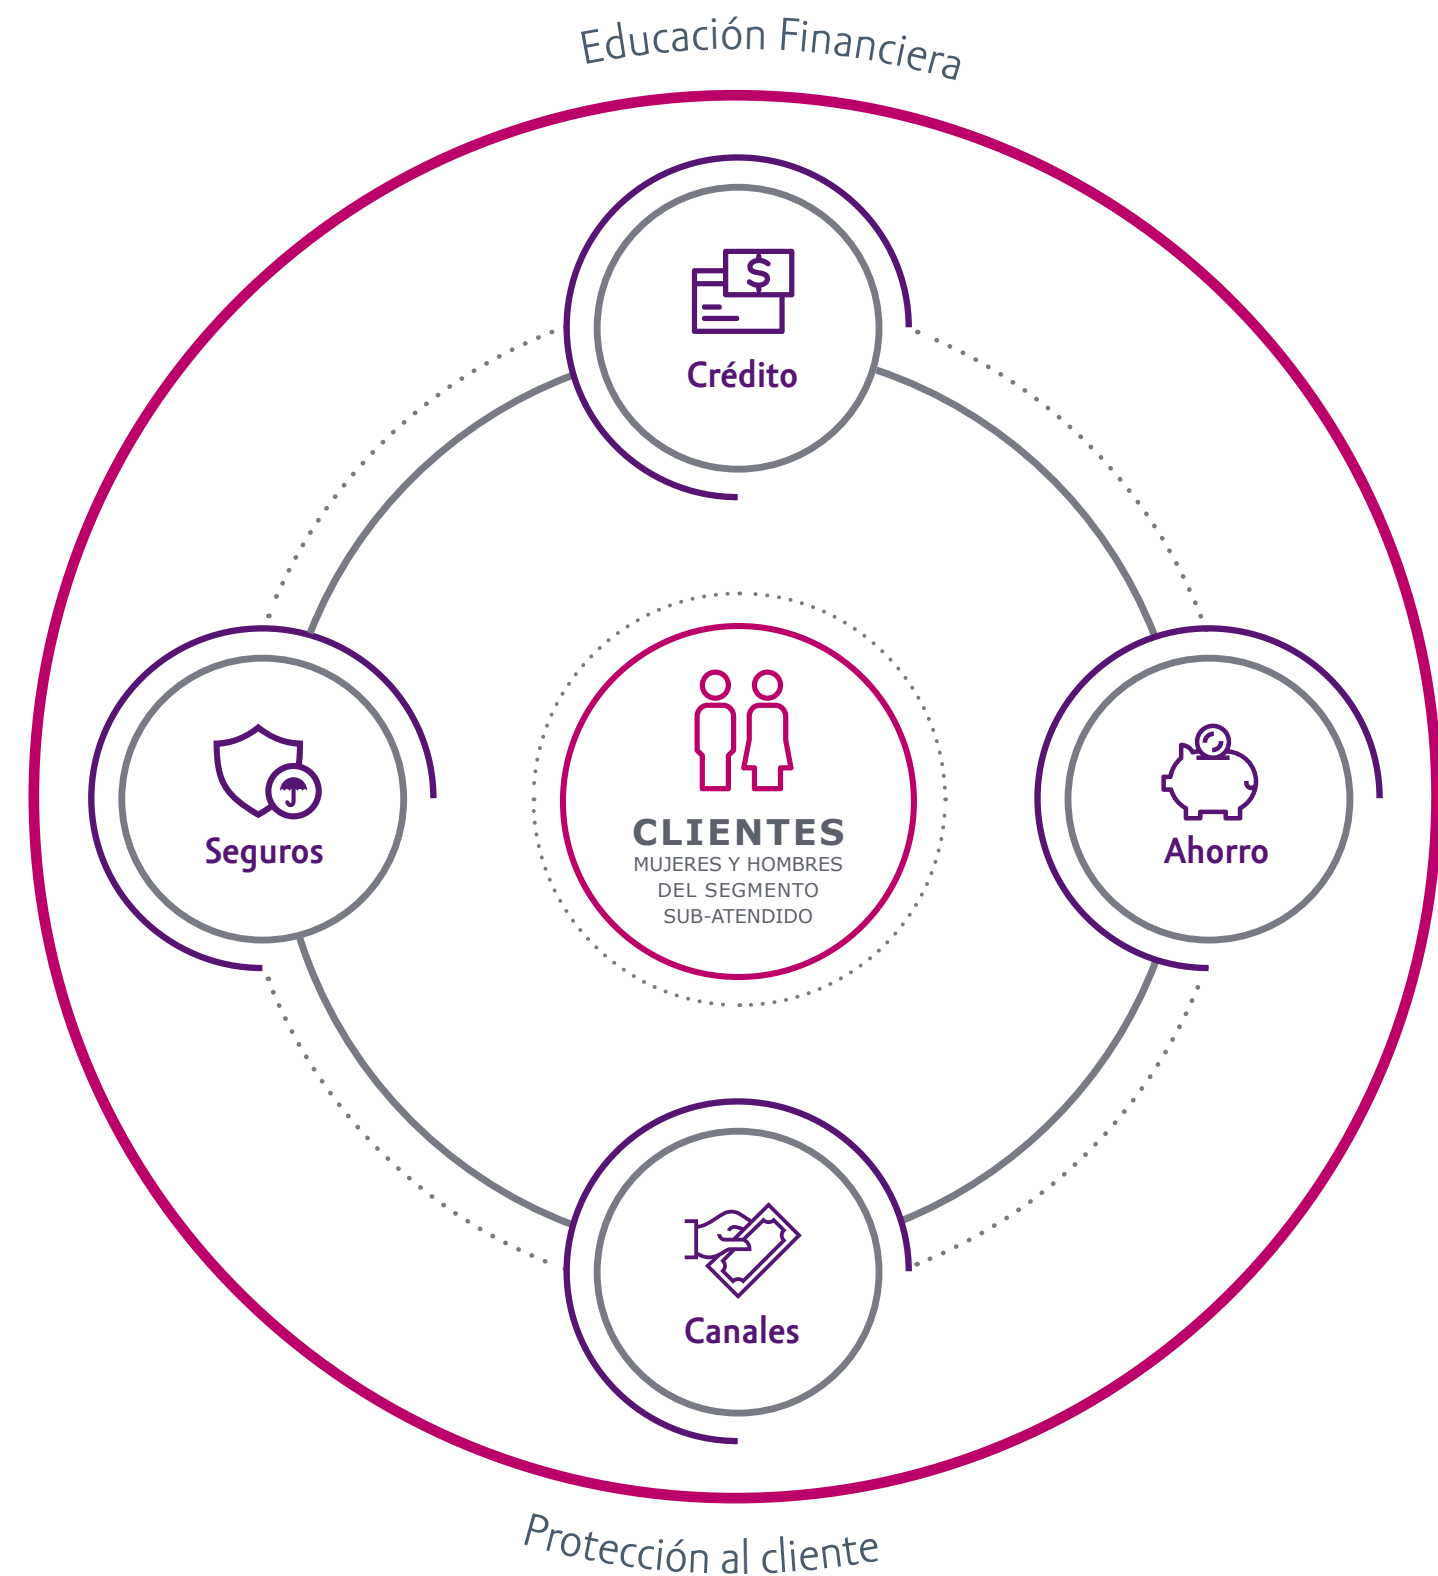 Educación Financiera
$
Crédito
Seguros
CLIENTES
MUJERES Y HOMBRES
DEL SEGMENTO
SUB-ATENDIDO
Ahorro
Canales
Protección al cliente